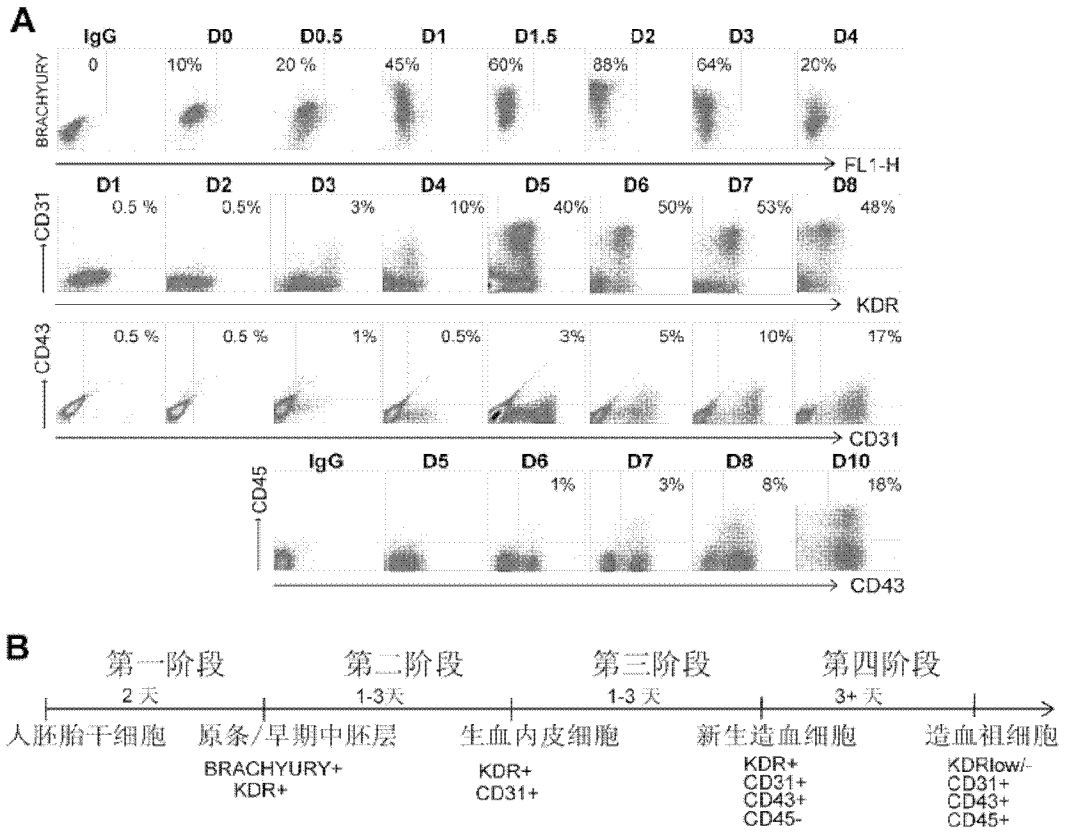 A
IgG D0 D0.5 D1 D1.5 D2 D3 D4
BRACHYURY
0 10% 20 % 45% 60% 88% 64% 20%
FL1-H
D1 D2 D3 D4 D5 D6 D7 D8
CD31
0.5 % 0.5% 3% 10% 40% 50% 53% 48%
KDR
CD43
0.5 % 0.5 % 1% 0.5% 3% 5% 10% 17%
CD31
IgG D5 D6 D7 D8 D10
CD45
1% 3% 8% 18%
CD43
B
第一阶段 第二阶段 第三阶段 第四阶段
2 天 1-3天 1-3 天 3+ 天
人胚胎干细胞 原条/早期中胚层 生血内皮细胞 新生造血细胞 造血祖细胞
BRACHYURY+ KDR+ KDR+ KDRlow/-
KDR+ CD31+ CD31+ CD31+
CD43+ CD43+
CD45- CD45+